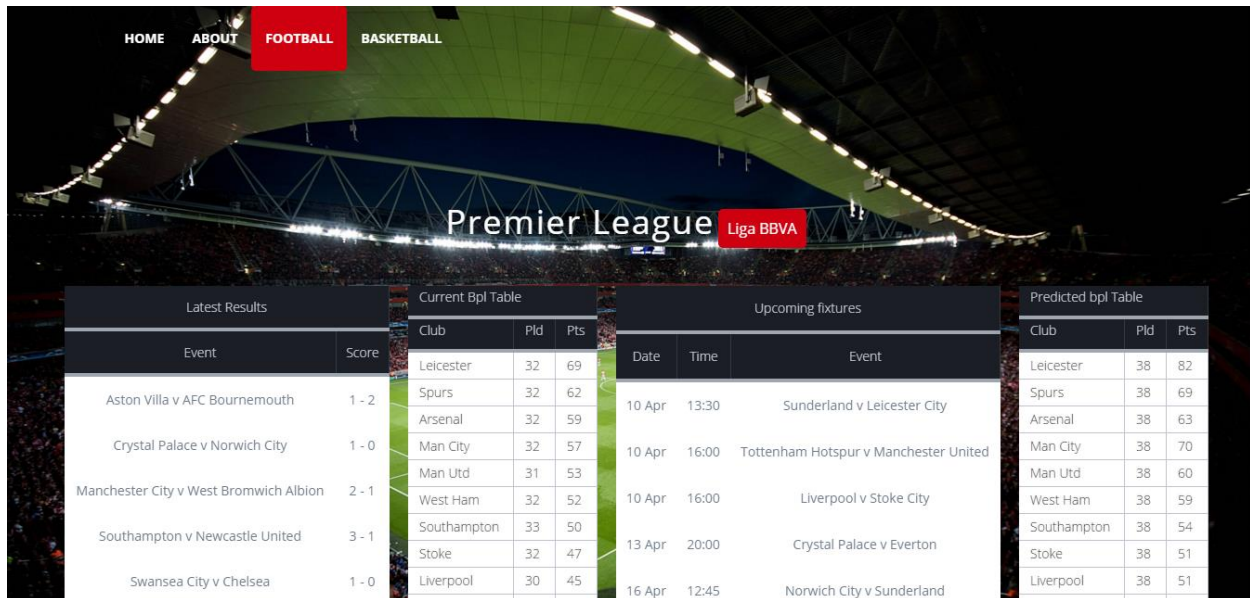 HOME ABOUT FOOTBALL BASKETBALL
Premier League Liga BBVA
Latest Results
Event Score
Aston Villa v AFC Bournemouth 1 - 2
Crystal Palace v Norwich City 1 - 0
Manchester City v West Bromwich Albion 2 - 1
Southampton v Newcastle United 3 - 1
Swansea City v Chelsea 1 - 0
Current Bpl Table
Club Pld Pts
Leicester 32 69
Spurs 32 62
Arsenal 32 59
Man City 32 57
Man Utd 31 53
West Ham 32 52
Southampton 33 50
Stoke 32 47
Liverpool 30 45
Upcoming fixtures
Date Time Event
10 Apr 13:30 Sunderland v Leicester City
10 Apr 16:00 Tottenham Hotspur v Manchester United
10 Apr 16:00 Liverpool v Stoke City
13 Apr 20:00 Crystal Palace v Everton
16 Apr 12:45 Norwich City v Sunderland
Predicted bpl Table
Club Pld Pts
Leicester 38 82
Spurs 38 69
Arsenal 38 63
Man City 38 70
Man Utd 38 60
West Ham 38 59
Southampton 38 54
Stoke 38 51
Liverpool 38 51